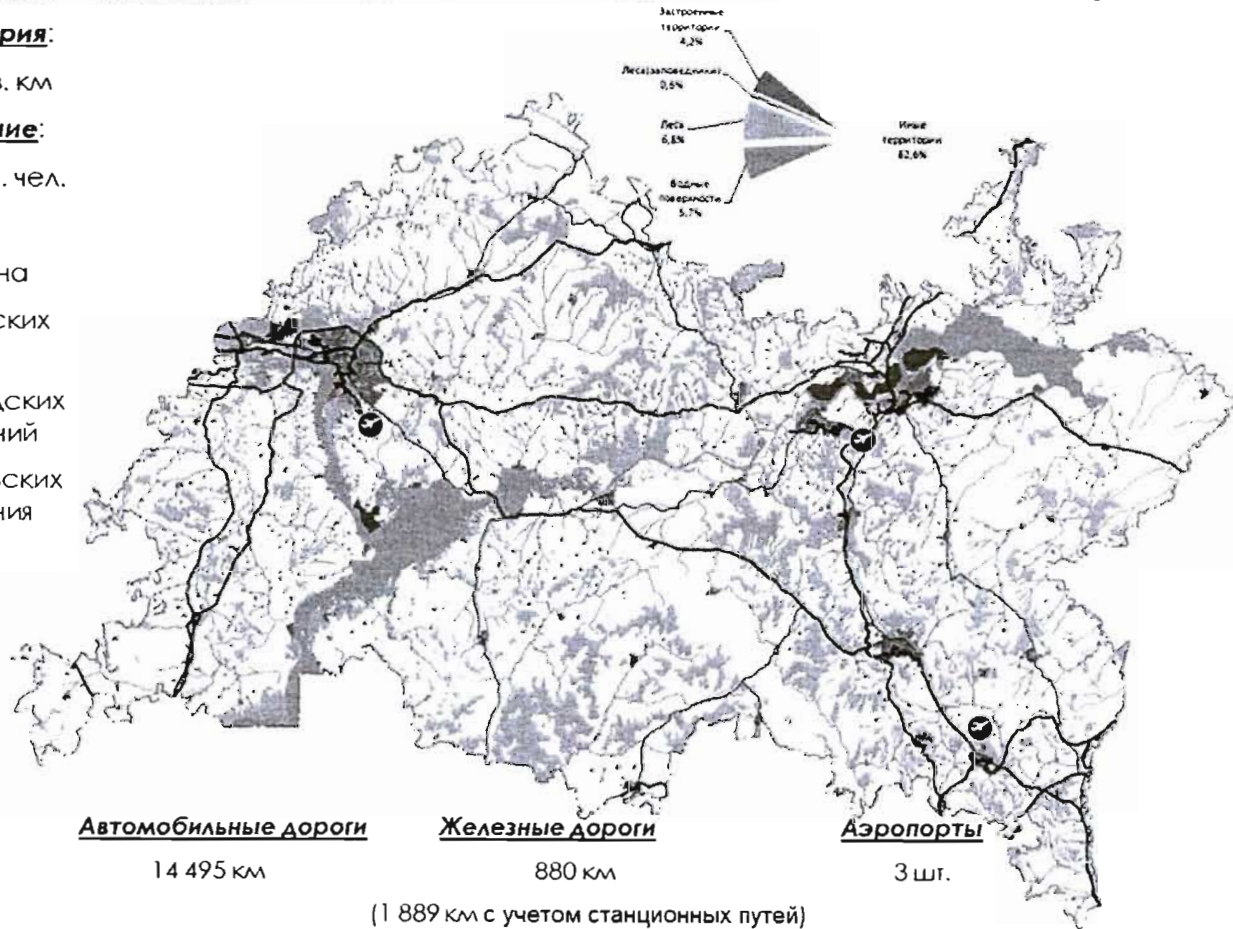 рия:
в. км
ние:
. чел.
на
ских
дских
ний
ьских
ния
Застроенные
территории
4,2%
Леса(заповедники)
0,6%
Леса
6,8%
Водные
поверхности
5,7%
Иные
территории
82,6%
Автомобильные дороги
14 495 км
Железные дороги
880 км
(1 889 км с учетом станционных путей)
Аэропорты
3 шт.